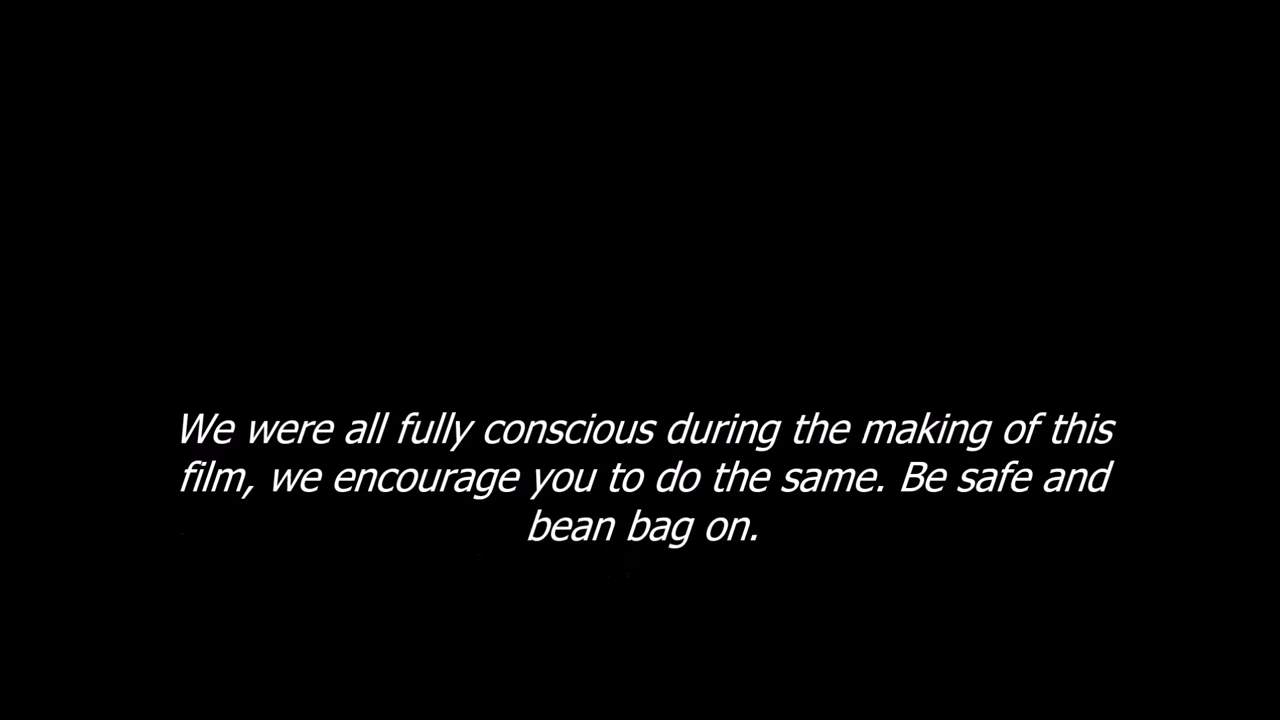 We were all fully conscious during the making of this
film, we encourage you to do the same. Be safe and
bean bag on.